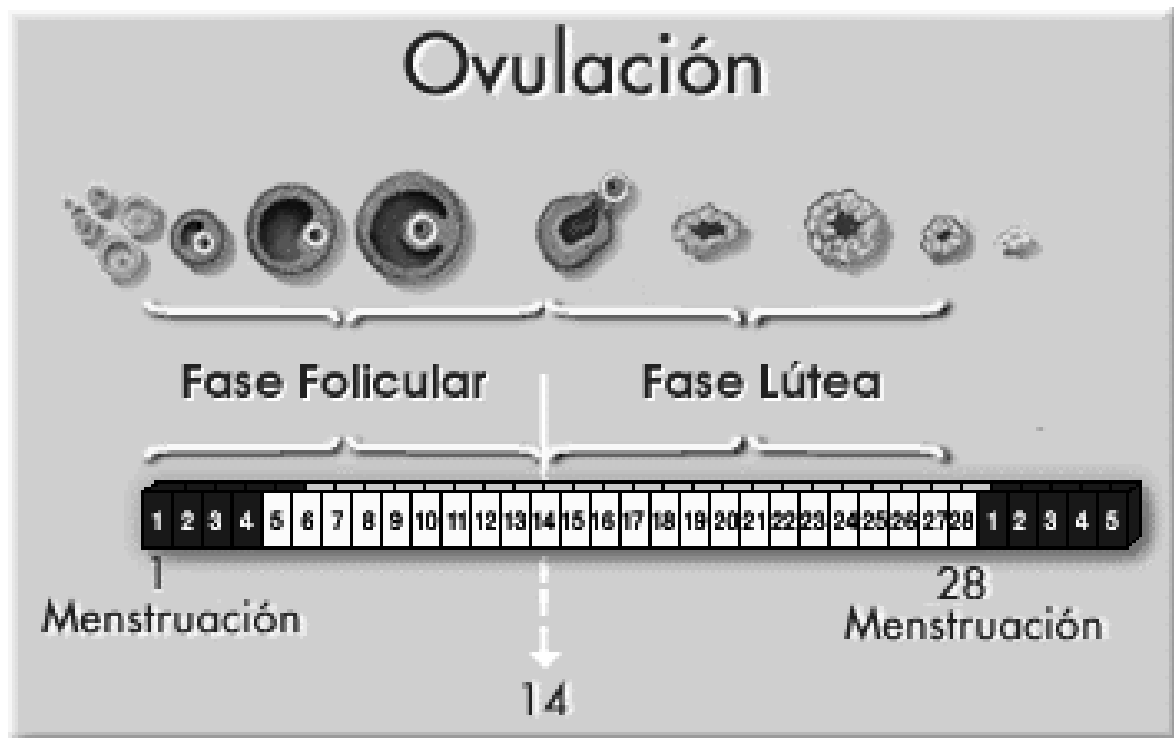 Ovulación
Fase Folicular Fase Lútea
1 2 3 4 5 6 7 8 9 10 11 12 13 14 15 16 17 18 19 20 21 22 23 24 25 26 27 28 1 2 3 4 5
1 28
Menstruación Menstruación
14